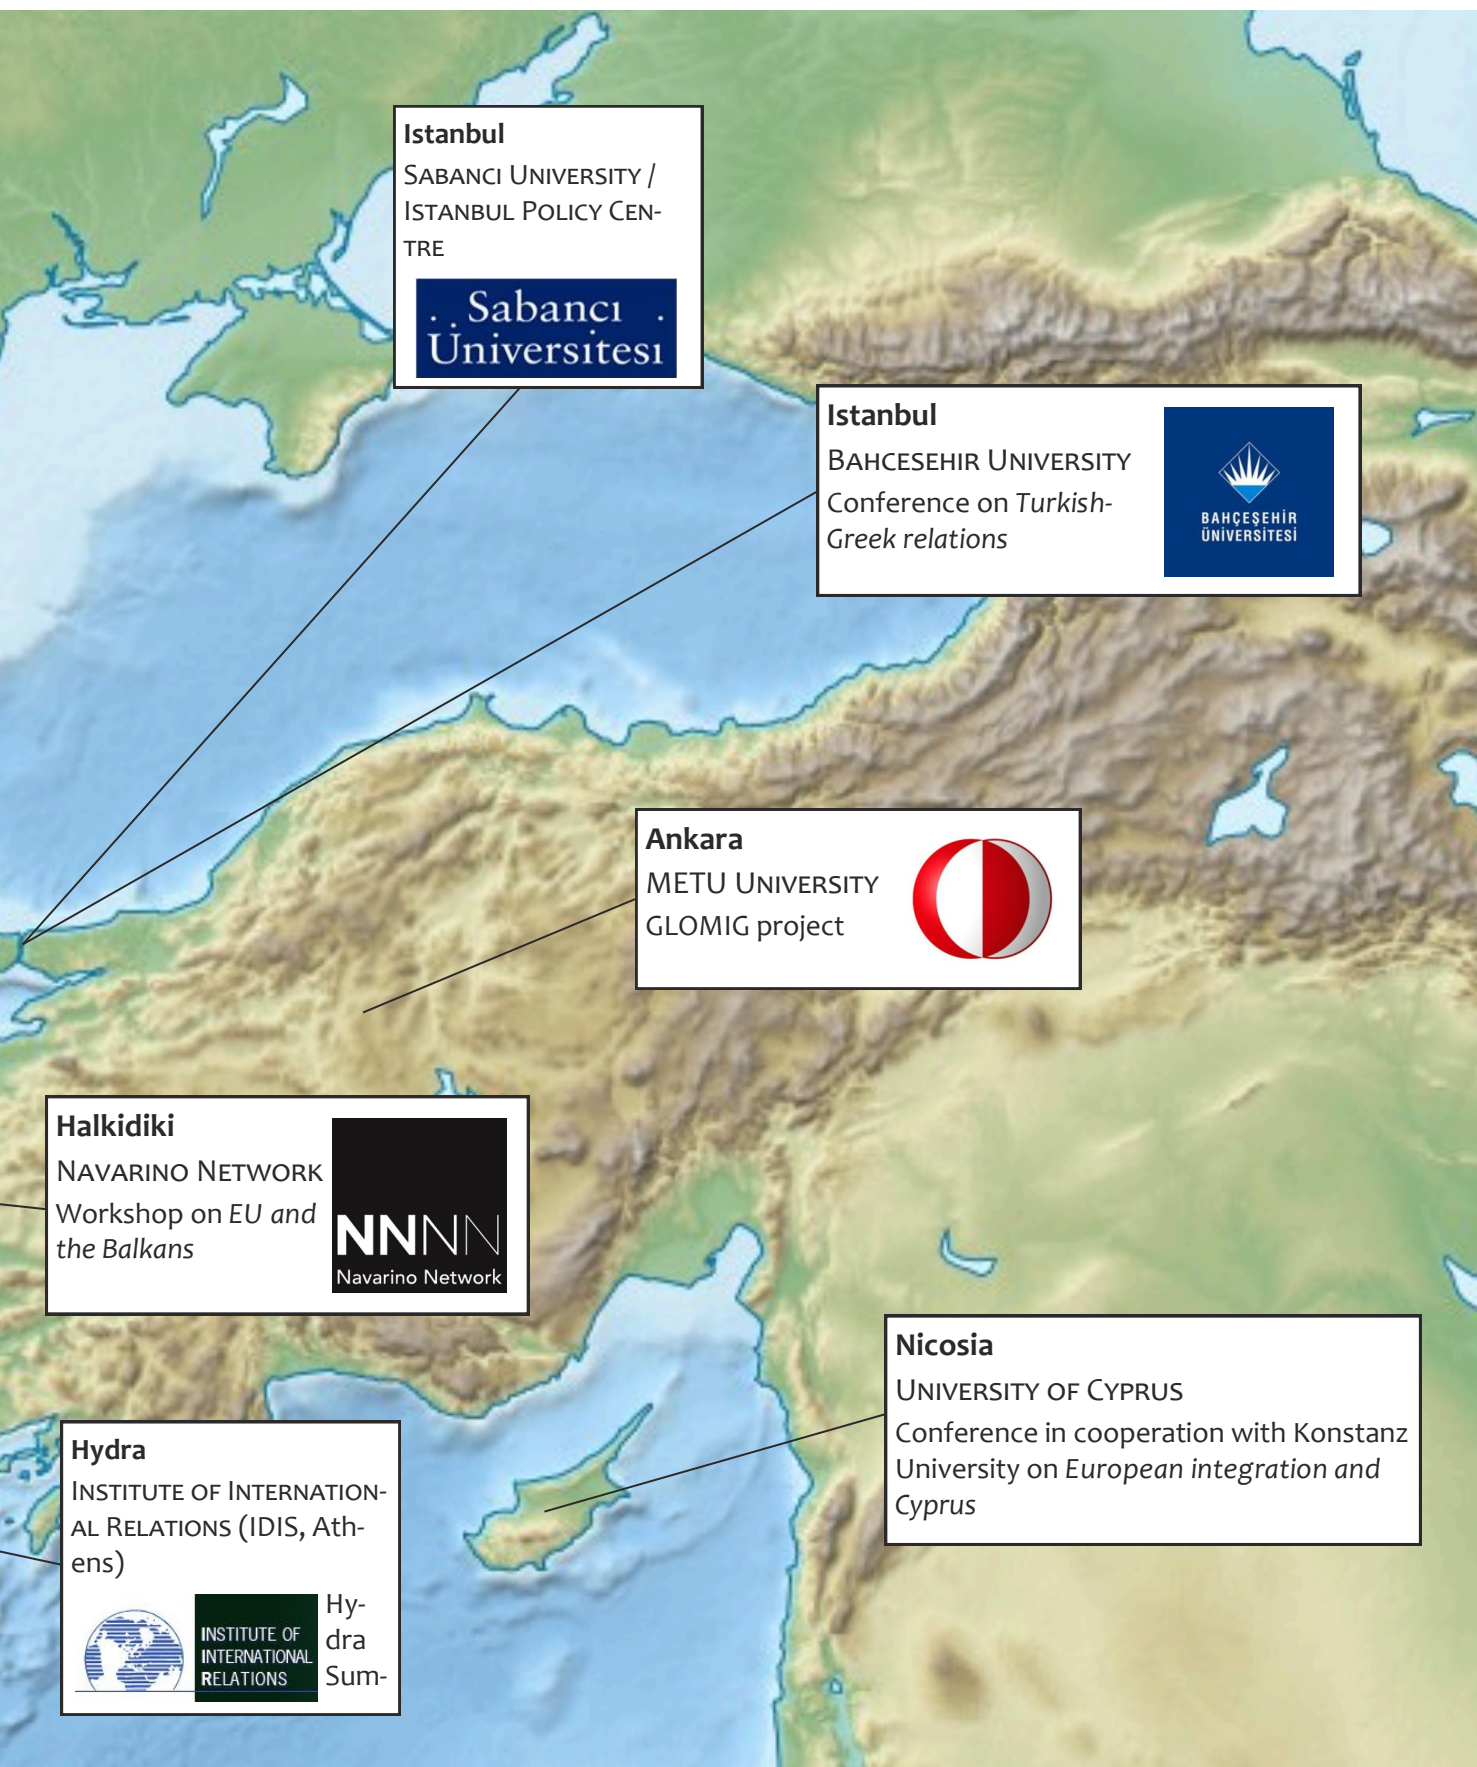 Istanbul
SABANCI UNIVERSITY /
ISTANBUL POLICY CEN-
TRE
Sabancı
Üniversitesi
Istanbul
BAHCESEHIR UNIVERSITY
Conference on Turkish-
Greek relations
BAHÇEŞEHİR
ÜNİVERSİTESİ
Ankara
METU UNIVERSITY
GLOMIG project
Halkidiki
NAVARINO NETWORK
Workshop on EU and
the Balkans
NNNN
Navarino Network
Nicosia
UNIVERSITY OF CYPRUS
Conference in cooperation with Konstanz
University on European integration and
Cyprus
Hydra
INSTITUTE OF INTERNATION-
AL RELATIONS (IDIS, Ath-
ens)
INSTITUTE OF
INTERNATIONAL
RELATIONS
Hy-
dra
Sum-